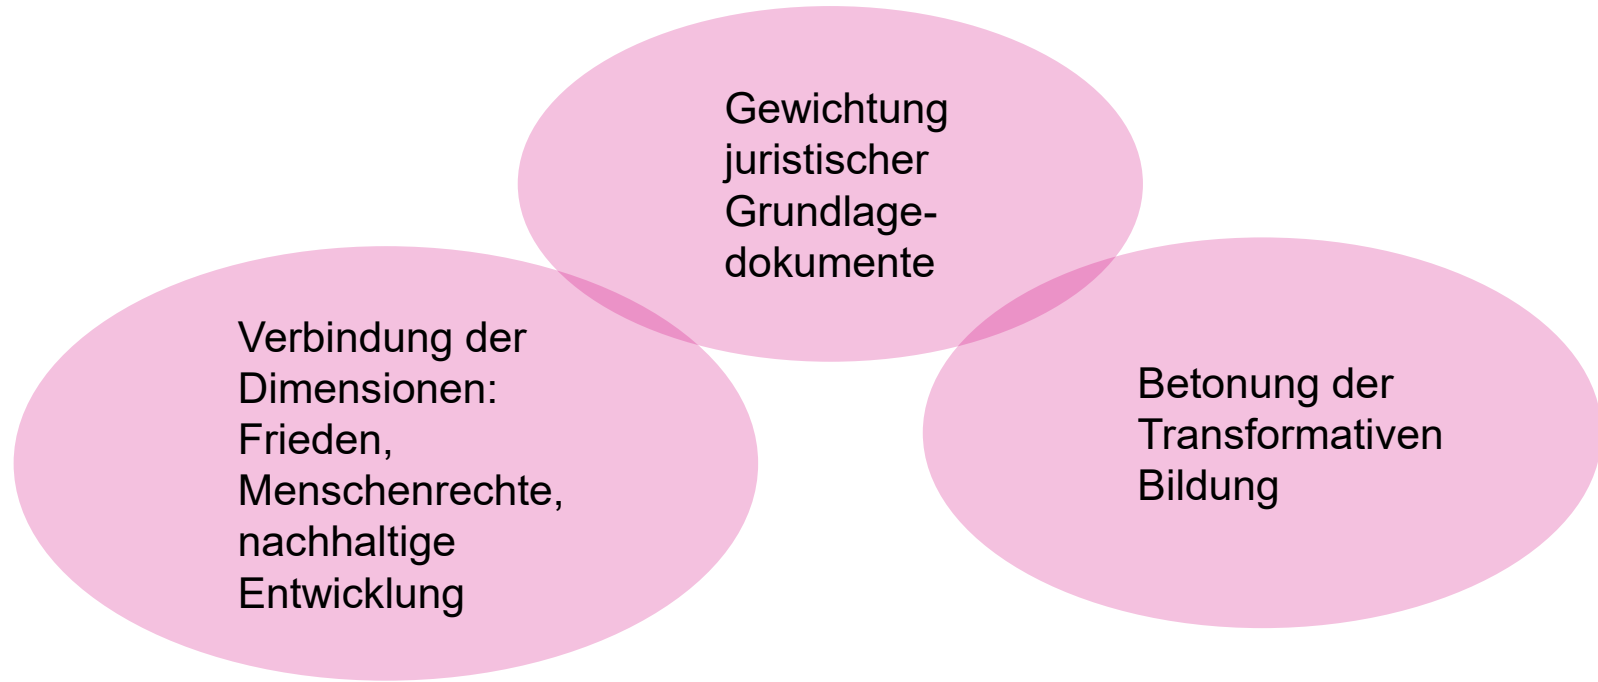 Gewichtung
juristischer
Grundlage-
dokumente
Verbindung der
Dimensionen:
Frieden,
Menschenrechte,
nachhaltige
Entwicklung
Betonung der
Transformativen
Bildung